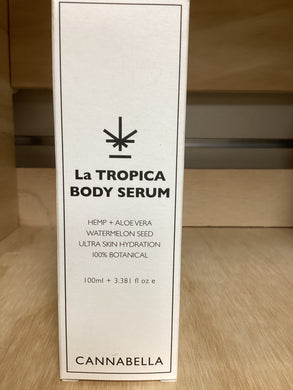 La TROPICA
BODY SERUM
HEMP + ALOE VERA
WATERMELON SEED
ULTRA SKIN HYDRATION
100% BOTANICAL
100ml + 3.381 fl oz e
CANNABELLA